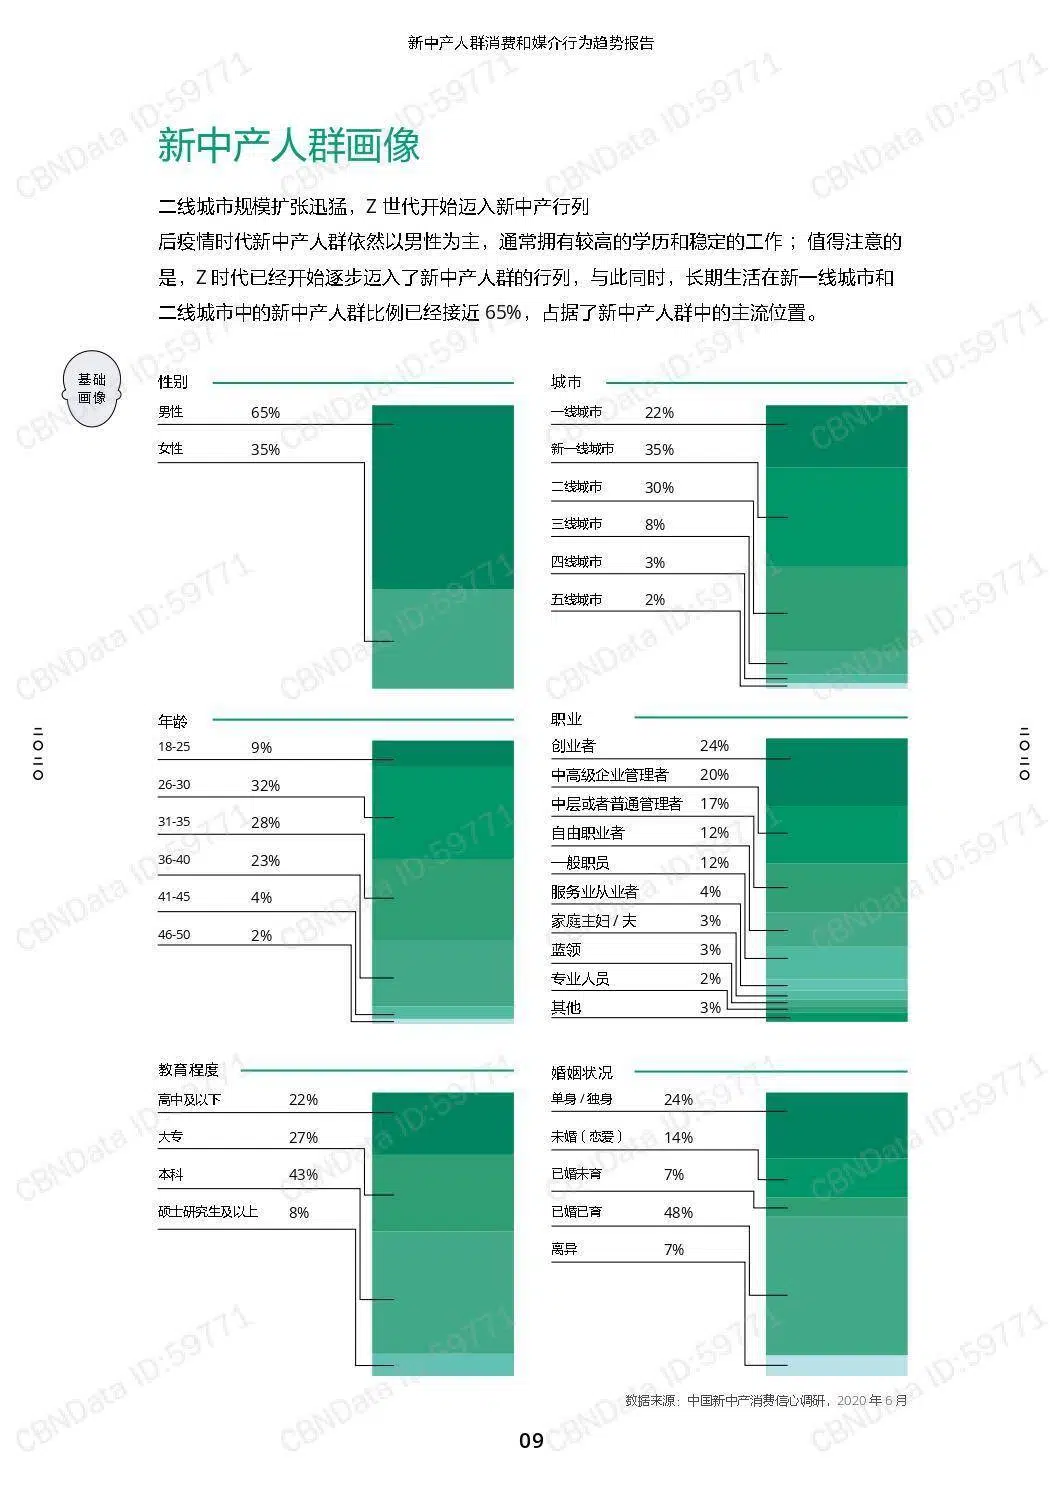 新中产人群消费和媒介行为趋势报告
新中产人群画像
二线城市规模扩张迅猛，Z 世代开始迈入新中产行列
后疫情时代新中产人群依然以男性为主，通常拥有较高的学历和稳定的工作；值得注意的
是，Z 时代已经开始逐步迈入了新中产人群的行列，与此同时，长期生活在新一线城市和
二线城市中的新中产人群比例已经接近 65%，占据了新中产人群中的主流位置。
基础
画像
性别
男性 65%
女性 35%
城市
一线城市 22%
新一线城市 35%
二线城市 30%
三线城市 8%
四线城市 3%
五线城市 2%
二〇二〇
二〇二〇
年龄
18-25 9%
26-30 32%
31-35 28%
36-40 23%
41-45 4%
46-50 2%
职业
创业者 24%
中高级企业管理者 20%
中层或者普通管理者 17%
自由职业者 12%
一般职员 12%
服务业从业者 4%
家庭主妇 / 夫 3%
蓝领 3%
专业人员 2%
其他 3%
教育程度
高中及以下 22%
大专 27%
本科 43%
硕士研究生及以上 8%
婚姻状况
单身 / 独身 24%
未婚（恋爱） 14%
已婚未育 7%
已婚已育 48%
离异 7%
数据来源：中国新中产消费信心调研，2020 年 6 月
09
CBNData ID:59771